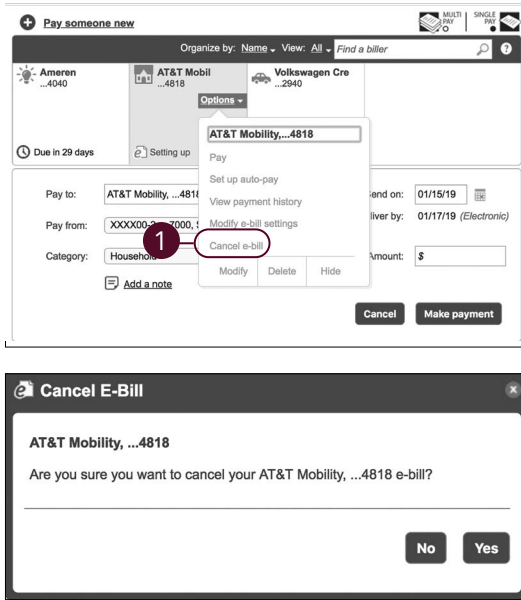 Pay someone new
MULTI PAY
SINGLE PAY
Organize by: Name View: All Find a biller ?
Ameren
...4040
Due in 29 days
AT&T Mobil
...4818
Options
Setting up
Volkswagen Cre
...2940
AT&T Mobility,...4818
Pay
Set up auto-pay
View payment history
Modify e-bill settings
Cancel e-bill
Modify Delete Hide
1
Pay to: AT&T Mobility, ...4818
Pay from:
Category: Household
Add a note
end on: 01/15/19
liver by: 01/17/19 (Electronic)
Amount: $
Cancel Make payment
Cancel E-Bill x
AT&T Mobility, ...4818
Are you sure you want to cancel your AT&T Mobility, ...4818 e-bill?
No Yes